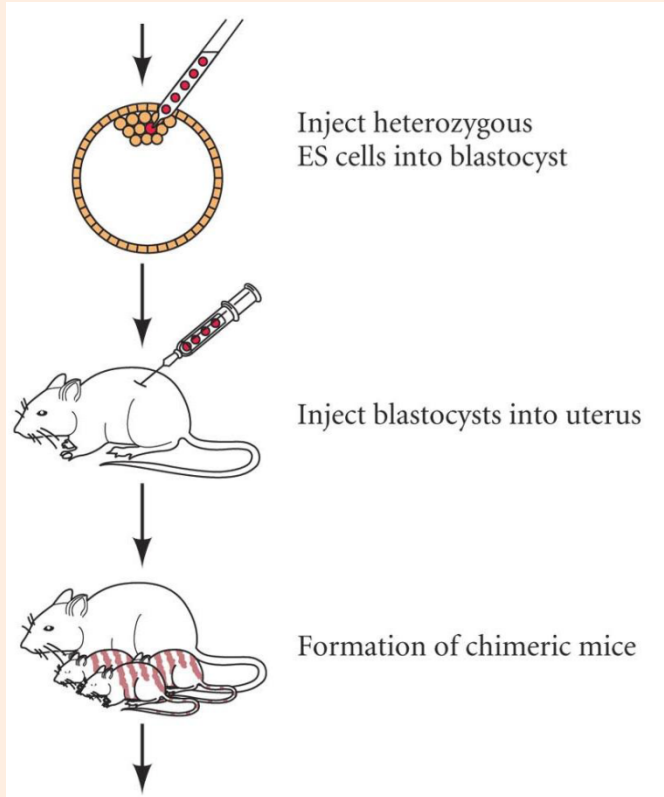 Inject heterozygous
ES cells into blastocyst
Inject blastocysts into uterus
Formation of chimeric mice